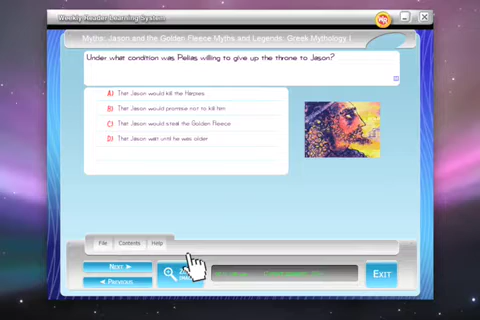 Weekly Reader Learning System
Myths: Jason and the Golden Fleece Myths and Legends: Greek Mythology I
Under what condition was Pelias willing to give up the throne to Jason?
A) That Jason would kill the Harpies
B) That Jason would promise not to kill him
C) That Jason would steal the Golden Fleece
D) That Jason wait until he was older
File Contents Help
Next
Previous
Exit